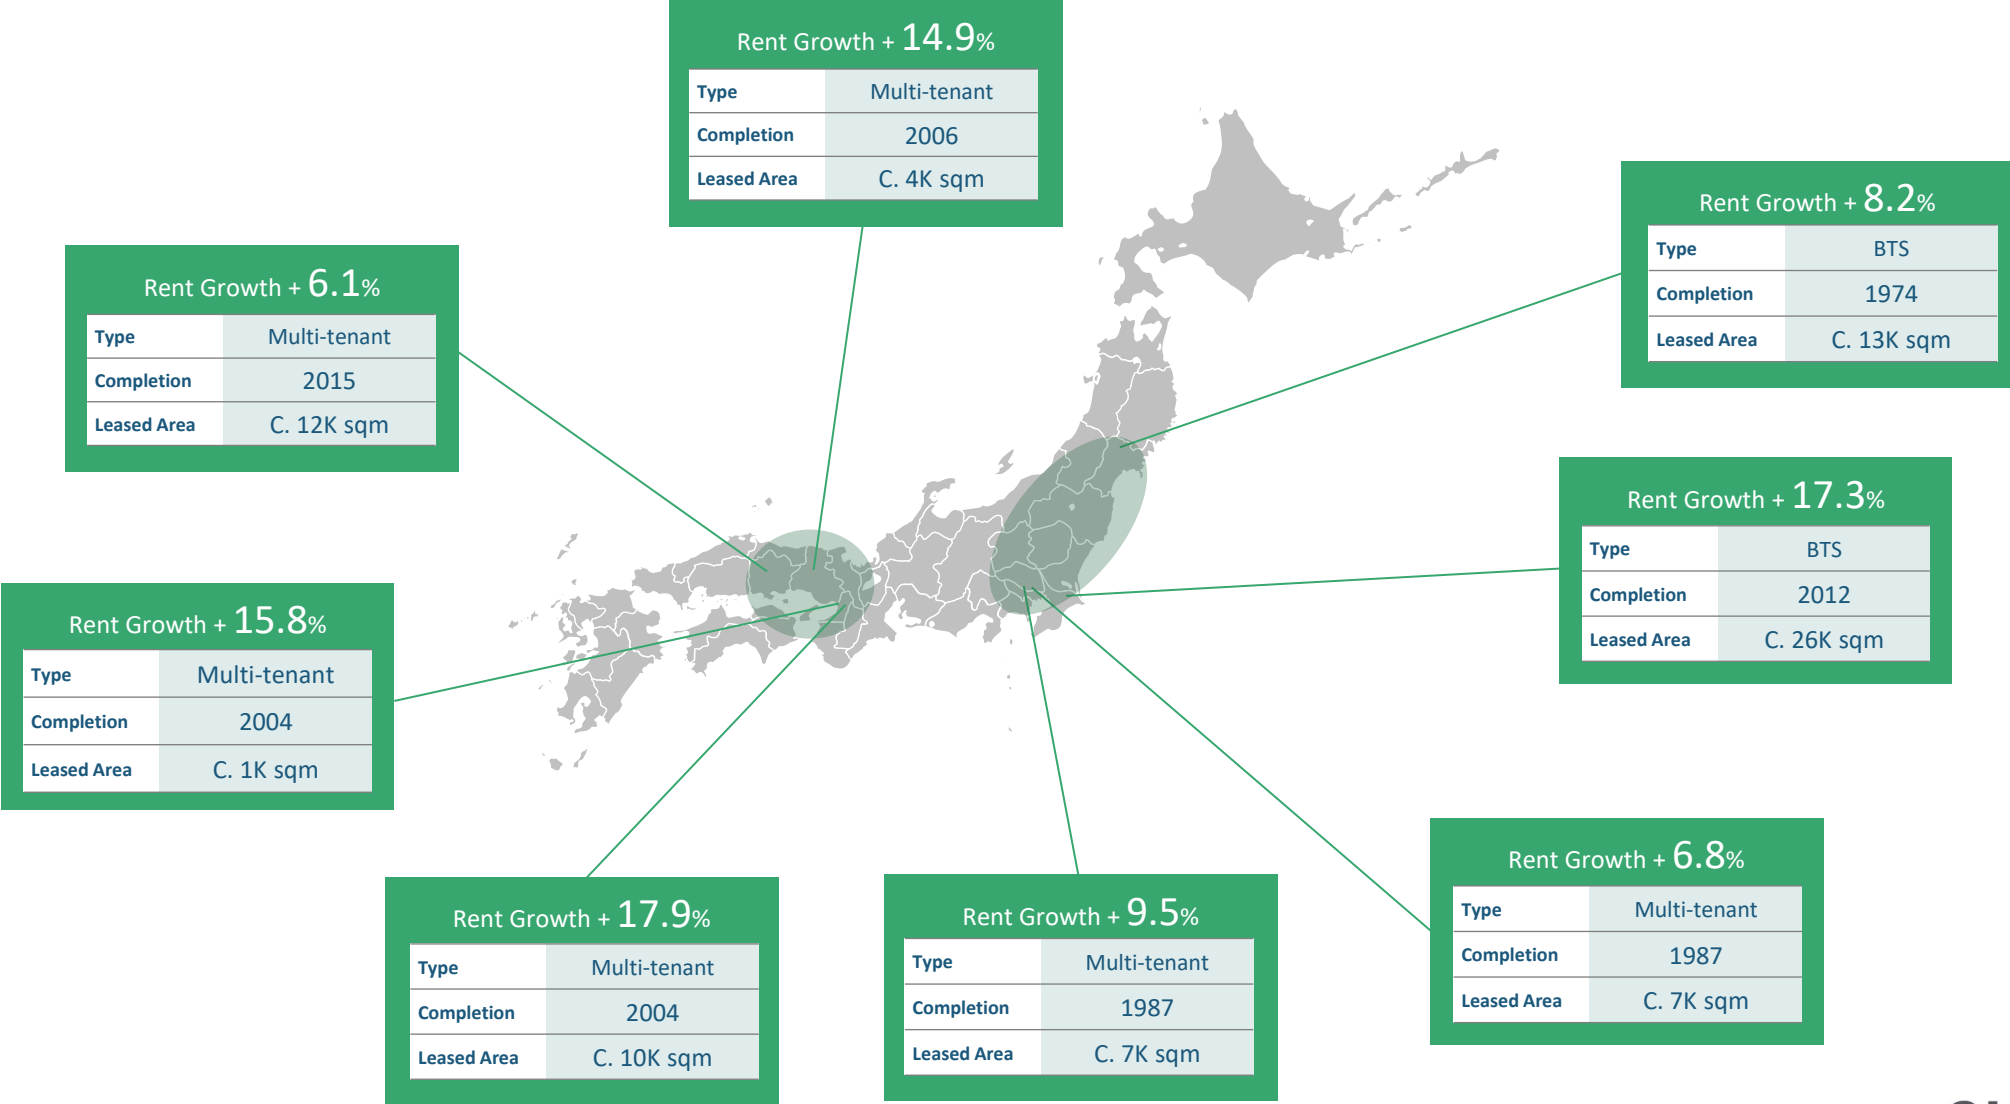 Rent Growth + 14.9%
Type Multi-tenant
Completion 2006
Leased Area C. 4K sqm
Rent Growth + 8.2%
Type BTS
Completion 1974
Leased Area C. 13K sqm
Rent Growth + 6.1%
Type Multi-tenant
Completion 2015
Leased Area C. 12K sqm
Rent Growth + 17.3%
Type BTS
Completion 2012
Leased Area C. 26K sqm
Rent Growth + 15.8%
Type Multi-tenant
Completion 2004
Leased Area C. 1K sqm
Rent Growth + 6.8%
Type Multi-tenant
Completion 1987
Leased Area C. 7K sqm
Rent Growth + 17.9%
Type Multi-tenant
Completion 2004
Leased Area C. 10K sqm
Rent Growth + 9.5%
Type Multi-tenant
Completion 1987
Leased Area C. 7K sqm